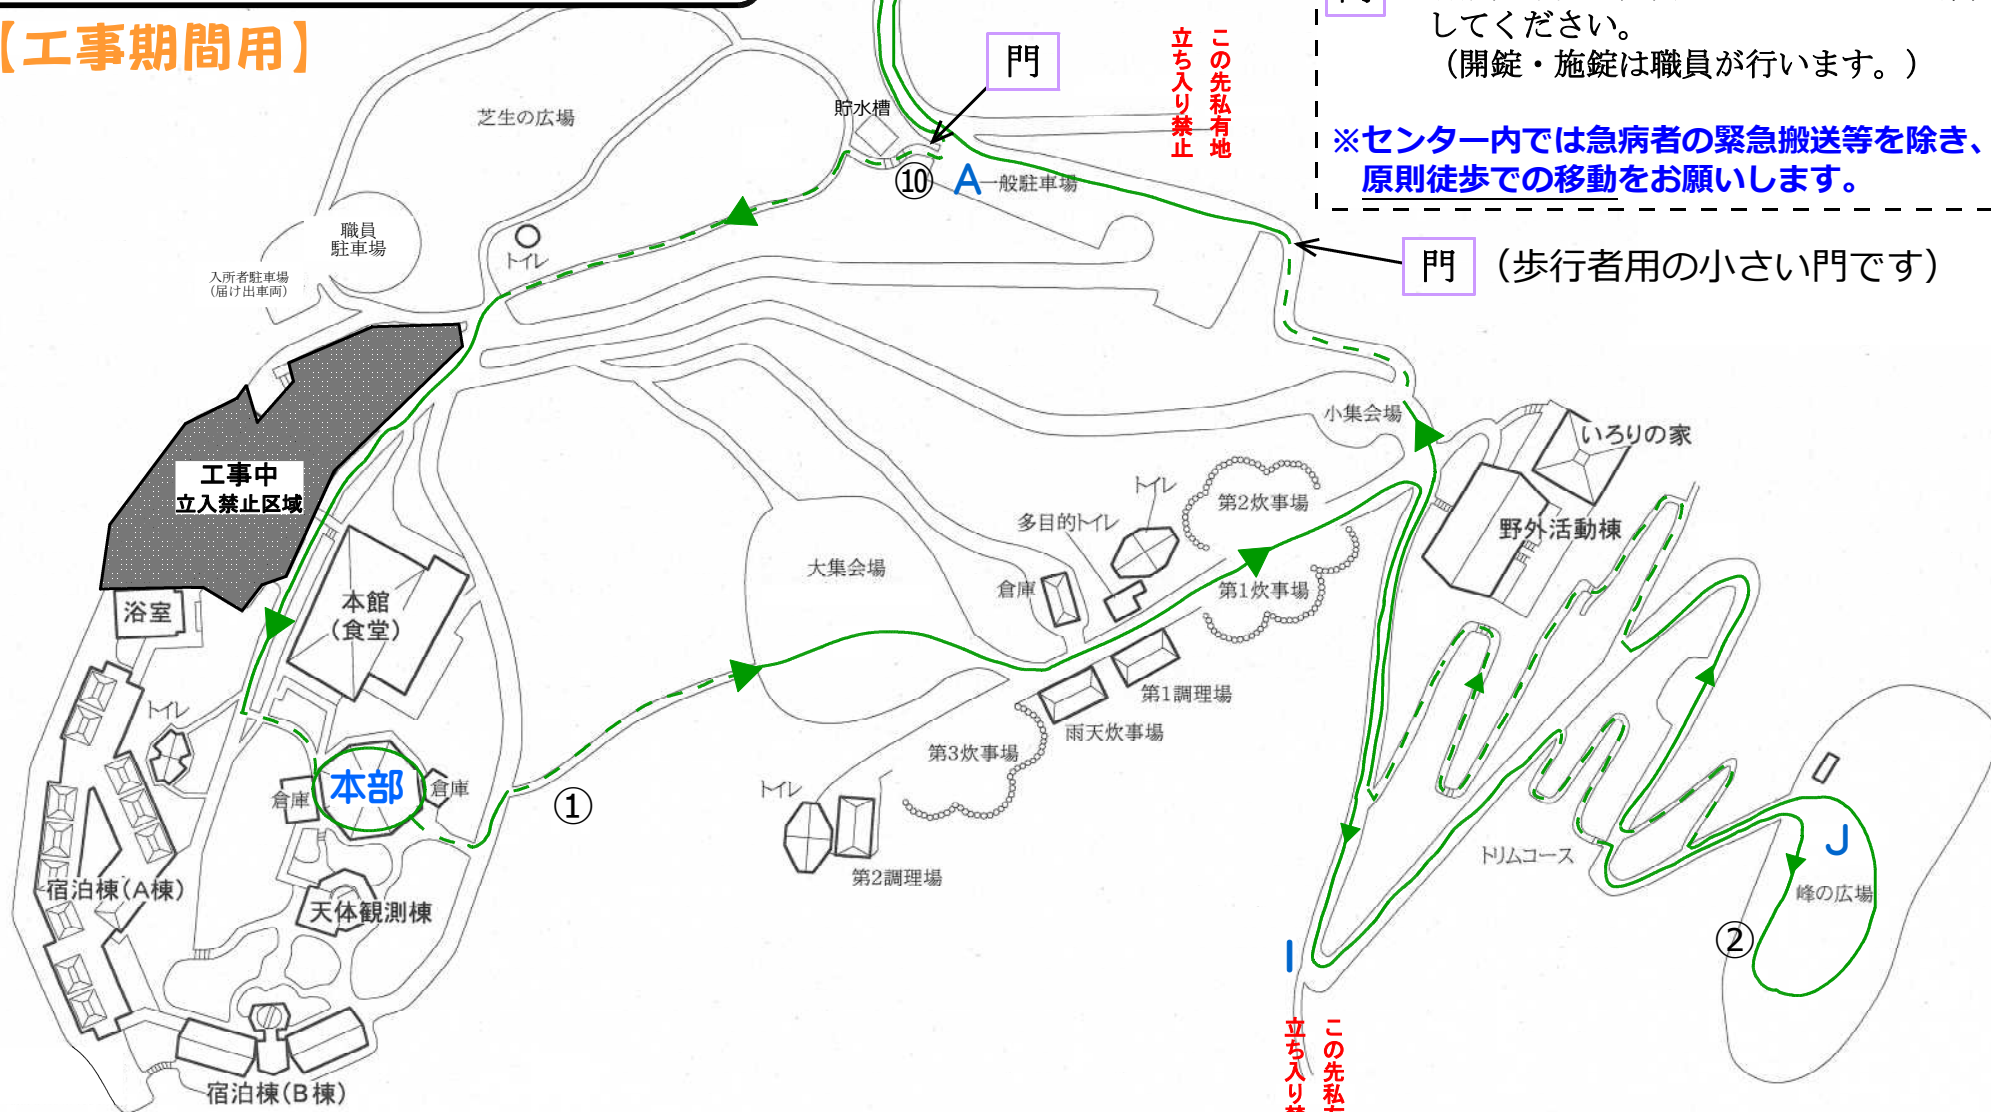 【工事期間用】
してください。
（開錠・施錠は職員が行います。）
※センター内では急病者の緊急搬送等を除き、
原則徒歩での移動をお願いします。
門
この先私有地
立ち入り禁止
貯水槽
芝生の広場
⑩
A
一般駐車場
門
（歩行者用の小さい門です）
職員
駐車場
トイレ
入所者駐車場
（届け出車両）
小集会場
いろりの家
工事中
立入禁止区域
トイレ
第2炊事場
多目的トイレ
野外活動棟
大集会場
倉庫
第1炊事場
浴室
本館
（食堂）
第1調理場
トイレ
雨天炊事場
第3炊事場
倉庫
本部
倉庫
トイレ
①
第2調理場
トリムコース
J
峰の広場
宿泊棟（A棟）
天体観測棟
②
I
この先私
立ち入り
宿泊棟（B棟）